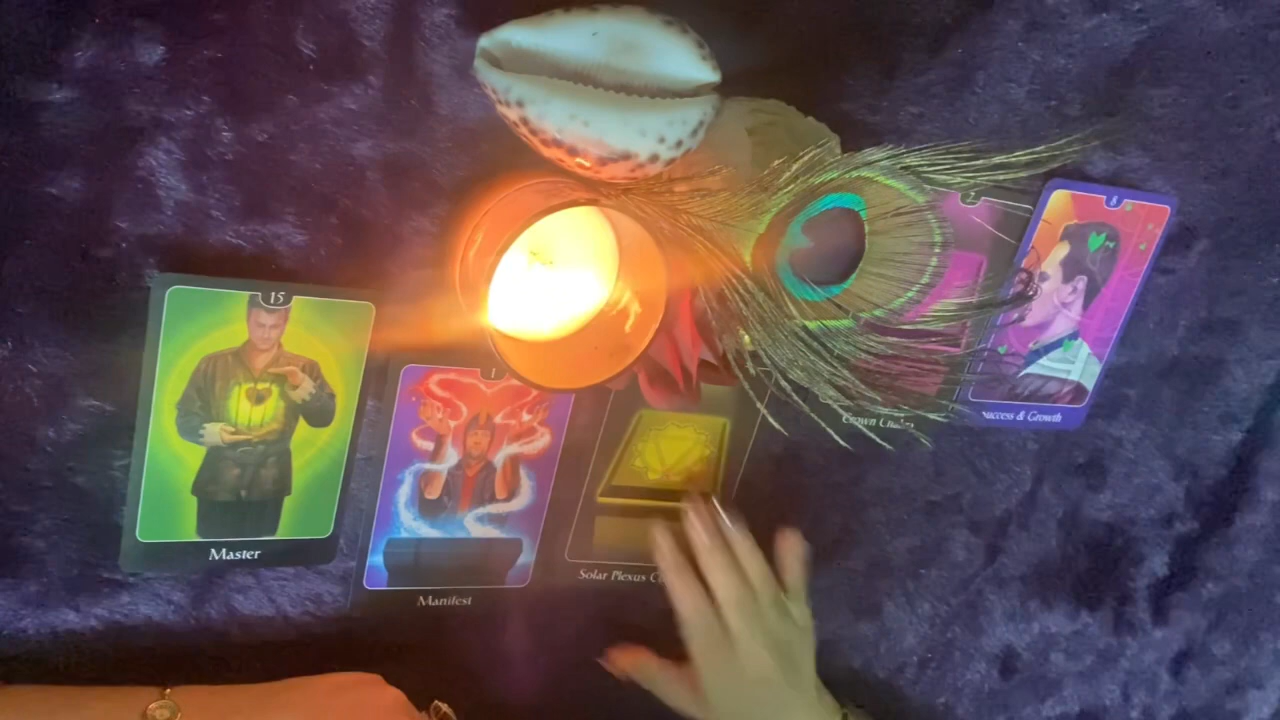 15
Master
1
Manifest
Solar Plexus
7
Crown Chakra
8
Success & Growth